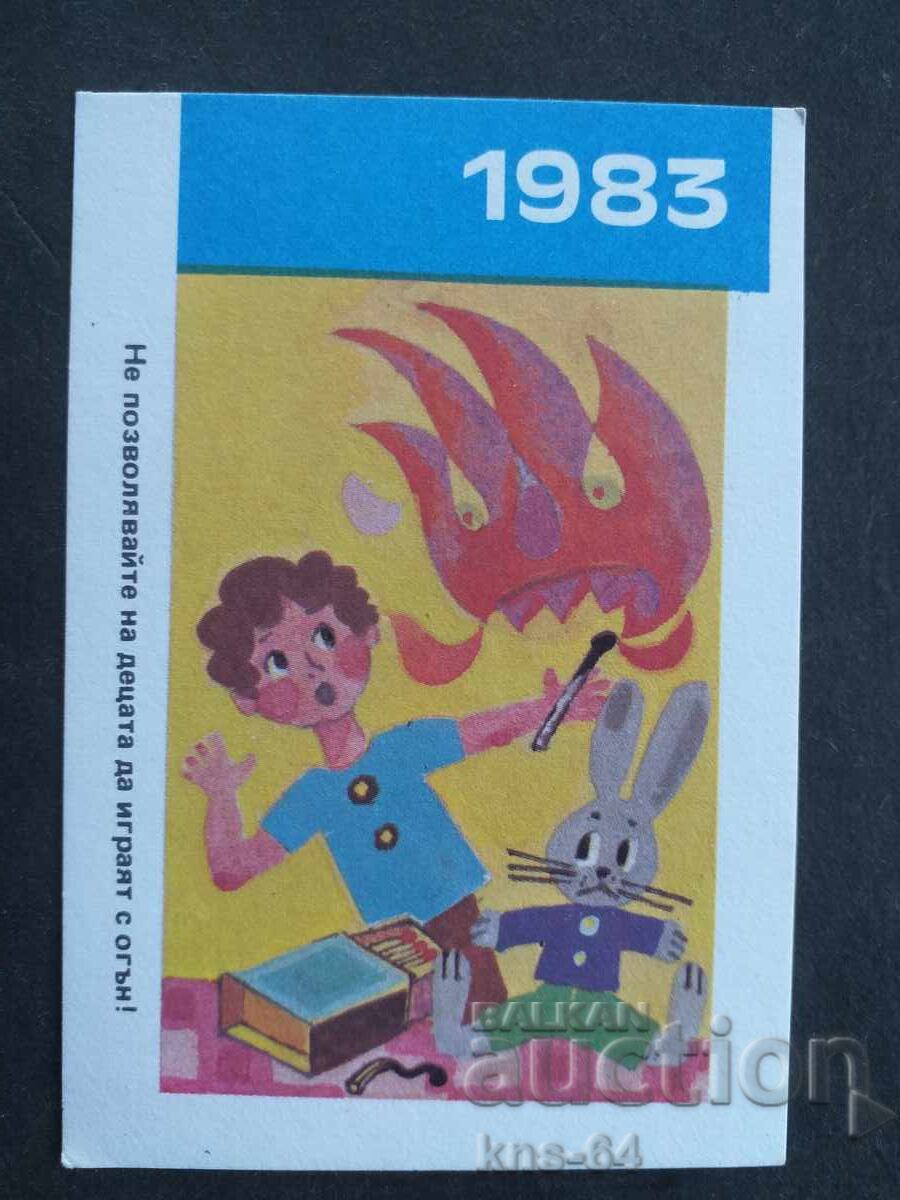 1983
Не позволявайте на децата да играят с огън!
BALKAN
auction
kns-64